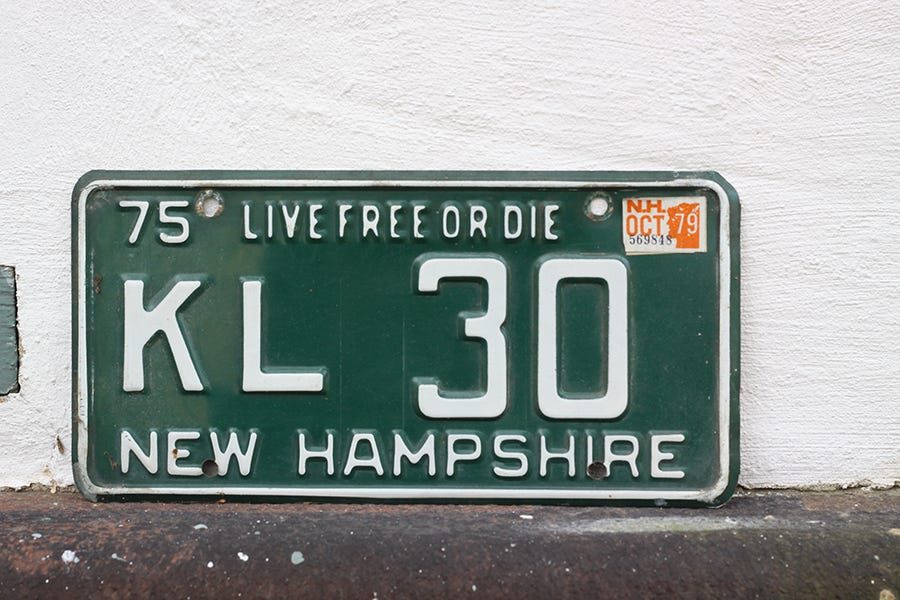 75 LIVE FREE OR DIE
N.H.
OCT 79
569848
KL 30
NEW HAMPSHIRE